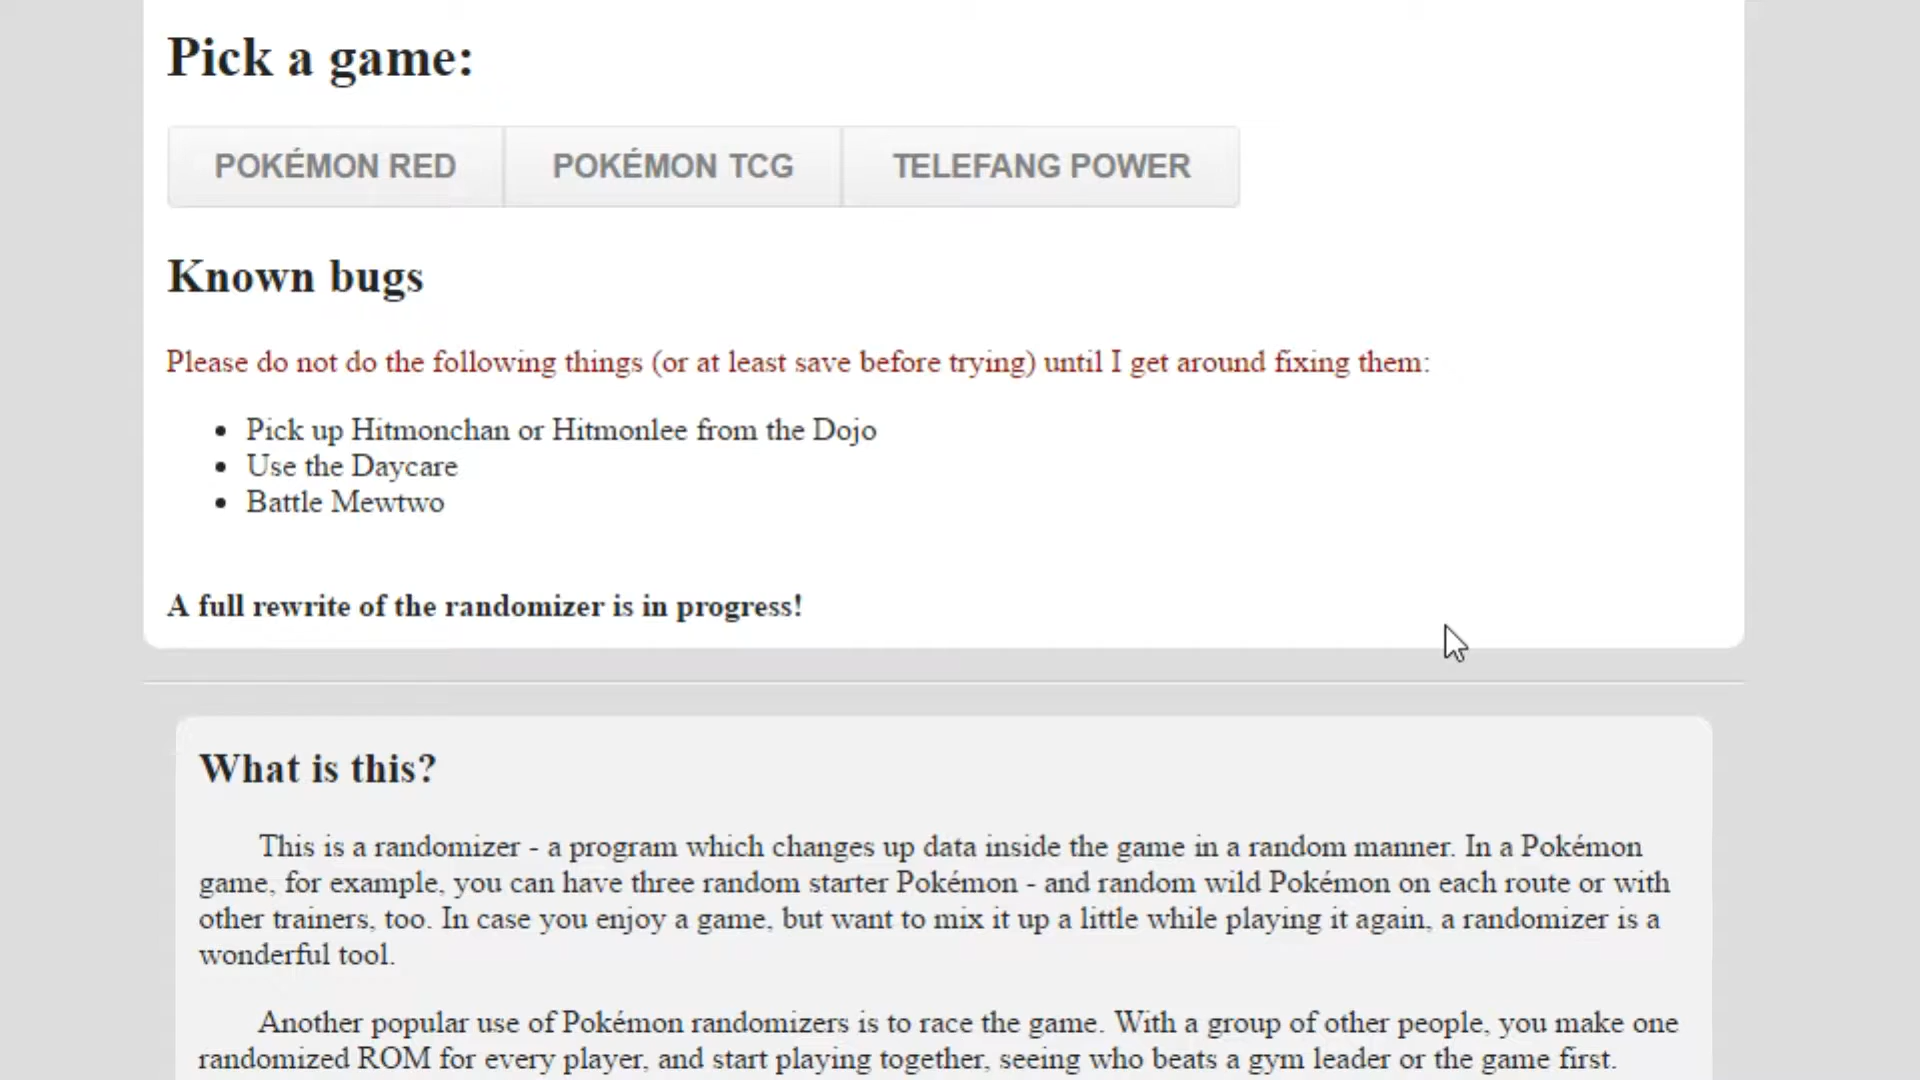 Pick a game:
POKÉMON RED POKÉMON TCG TELEFANG POWER
Known bugs
Please do not do the following things (or at least save before trying) until I get around fixing them:
• Pick up Hitmonchan or Hitmonlee from the Dojo
• Use the Daycare
• Battle Mewtwo
A full rewrite of the randomizer is in progress!
What is this?
This is a randomizer - a program which changes up data inside the game in a random manner. In a Pokémon
game, for example, you can have three random starter Pokémon - and random wild Pokémon on each route or with
other trainers, too. In case you enjoy a game, but want to mix it up a little while playing it again, a randomizer is a
wonderful tool.
Another popular use of Pokémon randomizers is to race the game. With a group of other people, you make one
randomized ROM for every player, and start playing together, seeing who beats a gym leader or the game first.